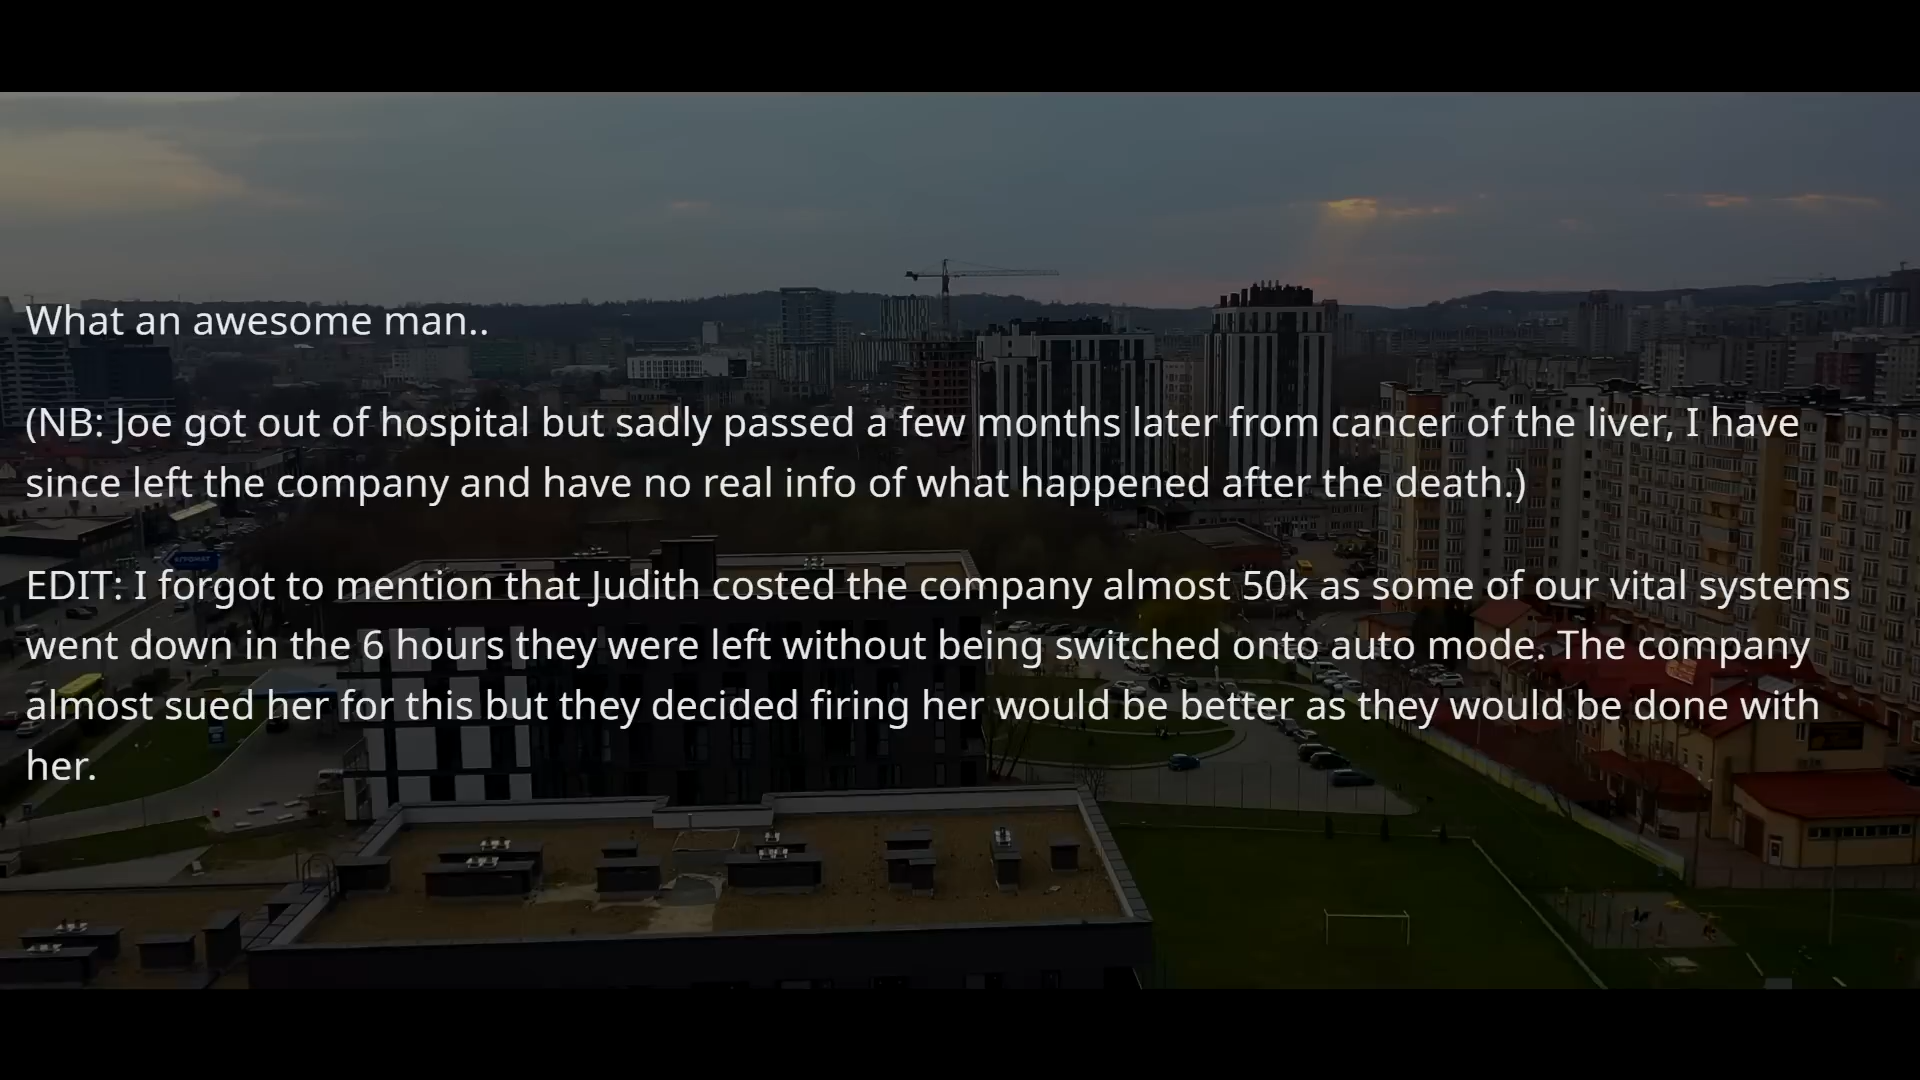 What an awesome man..
(NB: Joe got out of hospital but sadly passed a few months later from cancer of the liver, I have
since left the company and have no real info of what happened after the death.)
EDIT: I forgot to mention that Judith costed the company almost 50k as some of our vital systems
went down in the 6 hours they were left without being switched onto auto mode. The company
almost sued her for this but they decided firing her would be better as they would be done with
her.